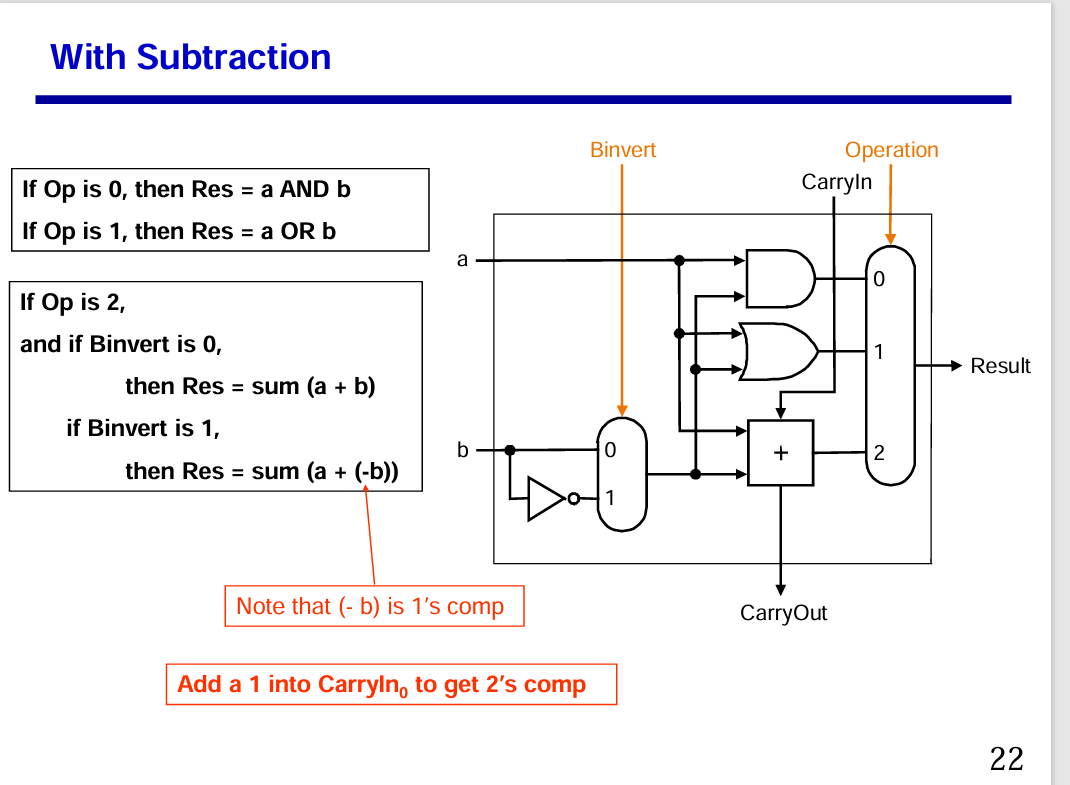 With Subtraction
If Op is 0, then Res = a AND b
If Op is 1, then Res = a OR b
If Op is 2,
and if Binvert is 0,
then Res = sum (a + b)
if Binvert is 1,
then Res = sum (a + (-b))
Note that (- b) is 1’s comp
Add a 1 into CarryIn0 to get 2’s comp
Binvert
Operation
CarryIn
a
0
1
Result
b
0
+
2
1
CarryOut
22